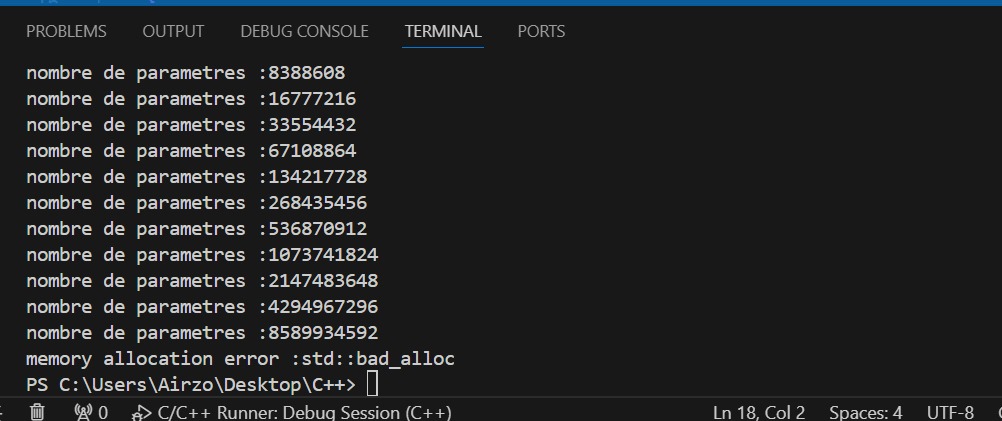 PROBLEMS OUTPUT DEBUG CONSOLE TERMINAL PORTS
nombre de parametres :8388608
nombre de parametres :16777216
nombre de parametres :33554432
nombre de parametres :67108864
nombre de parametres :134217728
nombre de parametres :268435456
nombre de parametres :536870912
nombre de parametres :1073741824
nombre de parametres :2147483648
nombre de parametres :4294967296
nombre de parametres :8589934592
memory allocation error :std::bad_alloc
PS C:\Users\Airzo\Desktop\C++>
0 C/C++ Runner: Debug Session (C++) Ln 18, Col 2 Spaces: 4 UTF-8